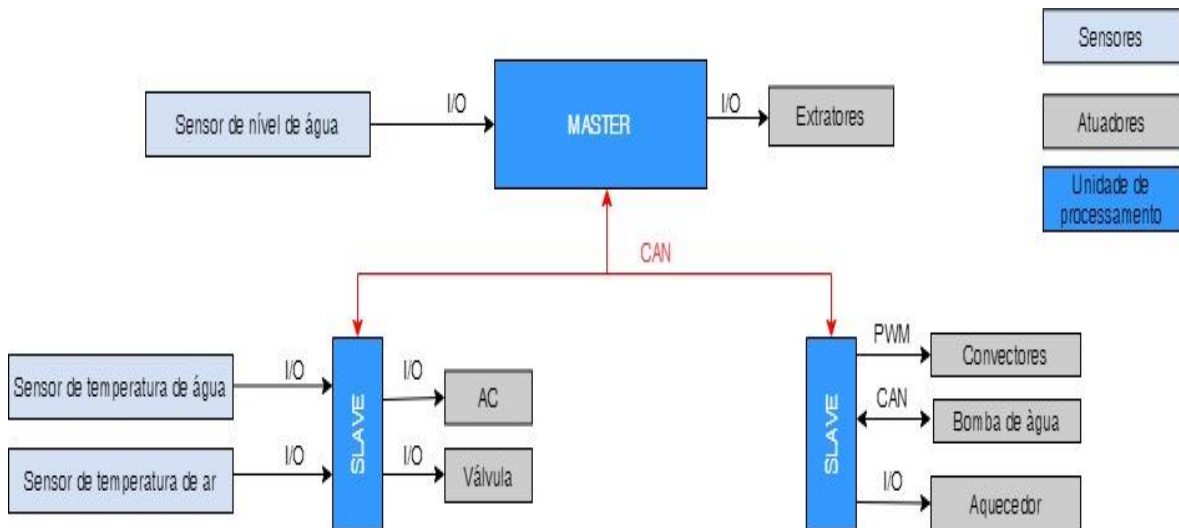 Sensores
Sensor de nível de água
I/O
MASTER
I/O
Extratores
Atuadores
Unidade de
processamento
CAN
Sensor de temperatura de água
I/O
SLAVE
I/O
AC
Sensor de temperatura de ar
I/O
I/O
Válvula
SLAVE
PWM
Convectores
CAN
Bomba de àgua
I/O
Aquecedor